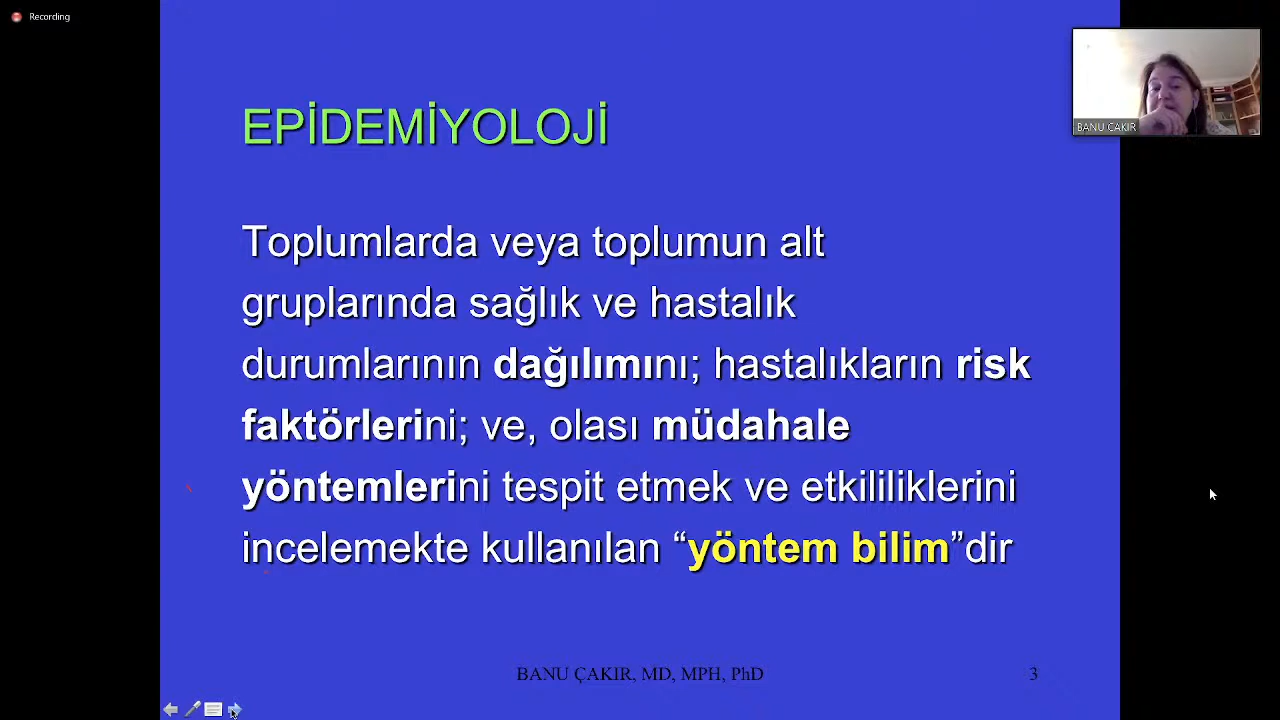 Recording
EPİDEMİYOLOJİ
Toplumlarda veya toplumun alt
gruplarında sağlık ve hastalık
durumlarının dağılımını; hastalıkların risk
faktörlerini; ve, olası müdahale
yöntemlerini tespit etmek ve etkililiklerini
incelemekte kullanılan “yöntem bilim”dir
BANU ÇAKIR, MD, MPH, PhD
3
BANU ÇAKIR